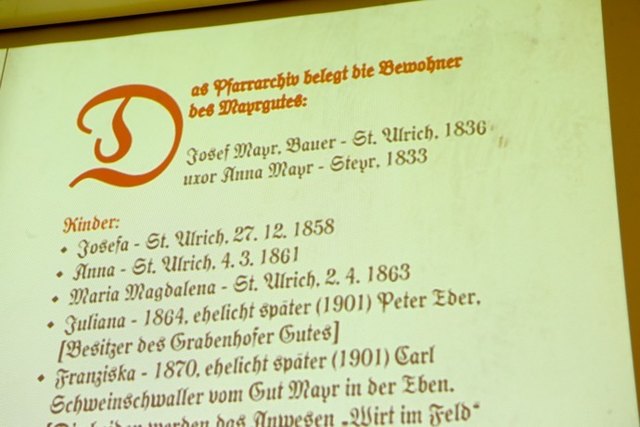 Das Pfarrarchiv belegt die Bewohner
des Mayrgutes:
Josef Mayr, Bauer - St. Ulrich, 1836
uxor Anna Mayr - Steyr, 1833
Kinder:
• Josefa - St. Ulrich, 27. 12. 1858
• Anna - St. Ulrich, 4. 3. 1861
• Maria Magdalena - St. Ulrich, 2. 4. 1863
• Juliana - 1864, ehelicht später (1901) Peter Eder,
[Besitzer des Grabenhofer Gutes]
• Franziska - 1870, ehelicht später (1901) Carl
Schweinschwaller vom Gut Mayr in der Eben.
werden das Anwesen „Wirt im Feld“